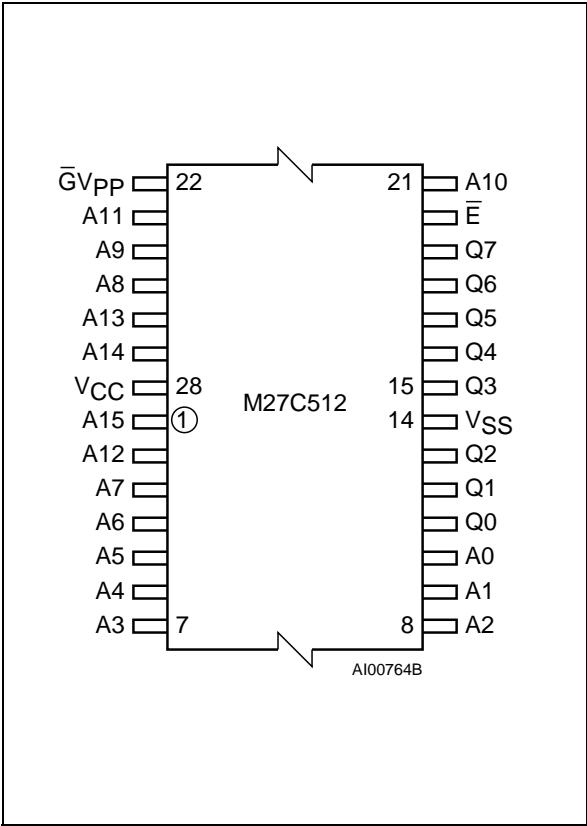 G̅VPP 22 21 A10
A11 E̅
A9 Q7
A8 Q6
A13 Q5
A14 Q4
VCC 28 15 Q3
M27C512
A15 1 14 VSS
A12 Q2
A7 Q1
A6 Q0
A5 A0
A4 A1
A3 7 8 A2
AI00764B